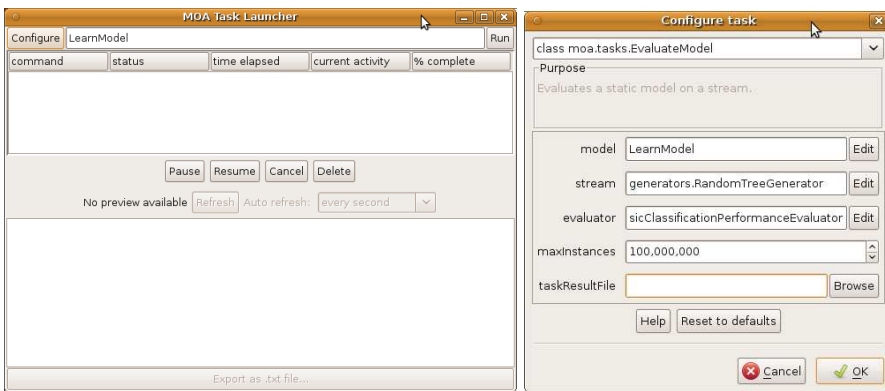 MOA Task Launcher
Configure LearnModel Run
command status time elapsed current activity % complete
Pause Resume Cancel Delete
No preview available Refresh Auto refresh: every second
Export as .txt file...
Configure task
class moa.tasks.EvaluateModel
Purpose
Evaluates a static model on a stream.
model LearnModel Edit
stream generators.RandomTreeGenerator Edit
evaluator sicClassificationPerformanceEvaluator Edit
maxInstances 100,000,000
taskResultFile Browse
Help Reset to defaults
Cancel OK